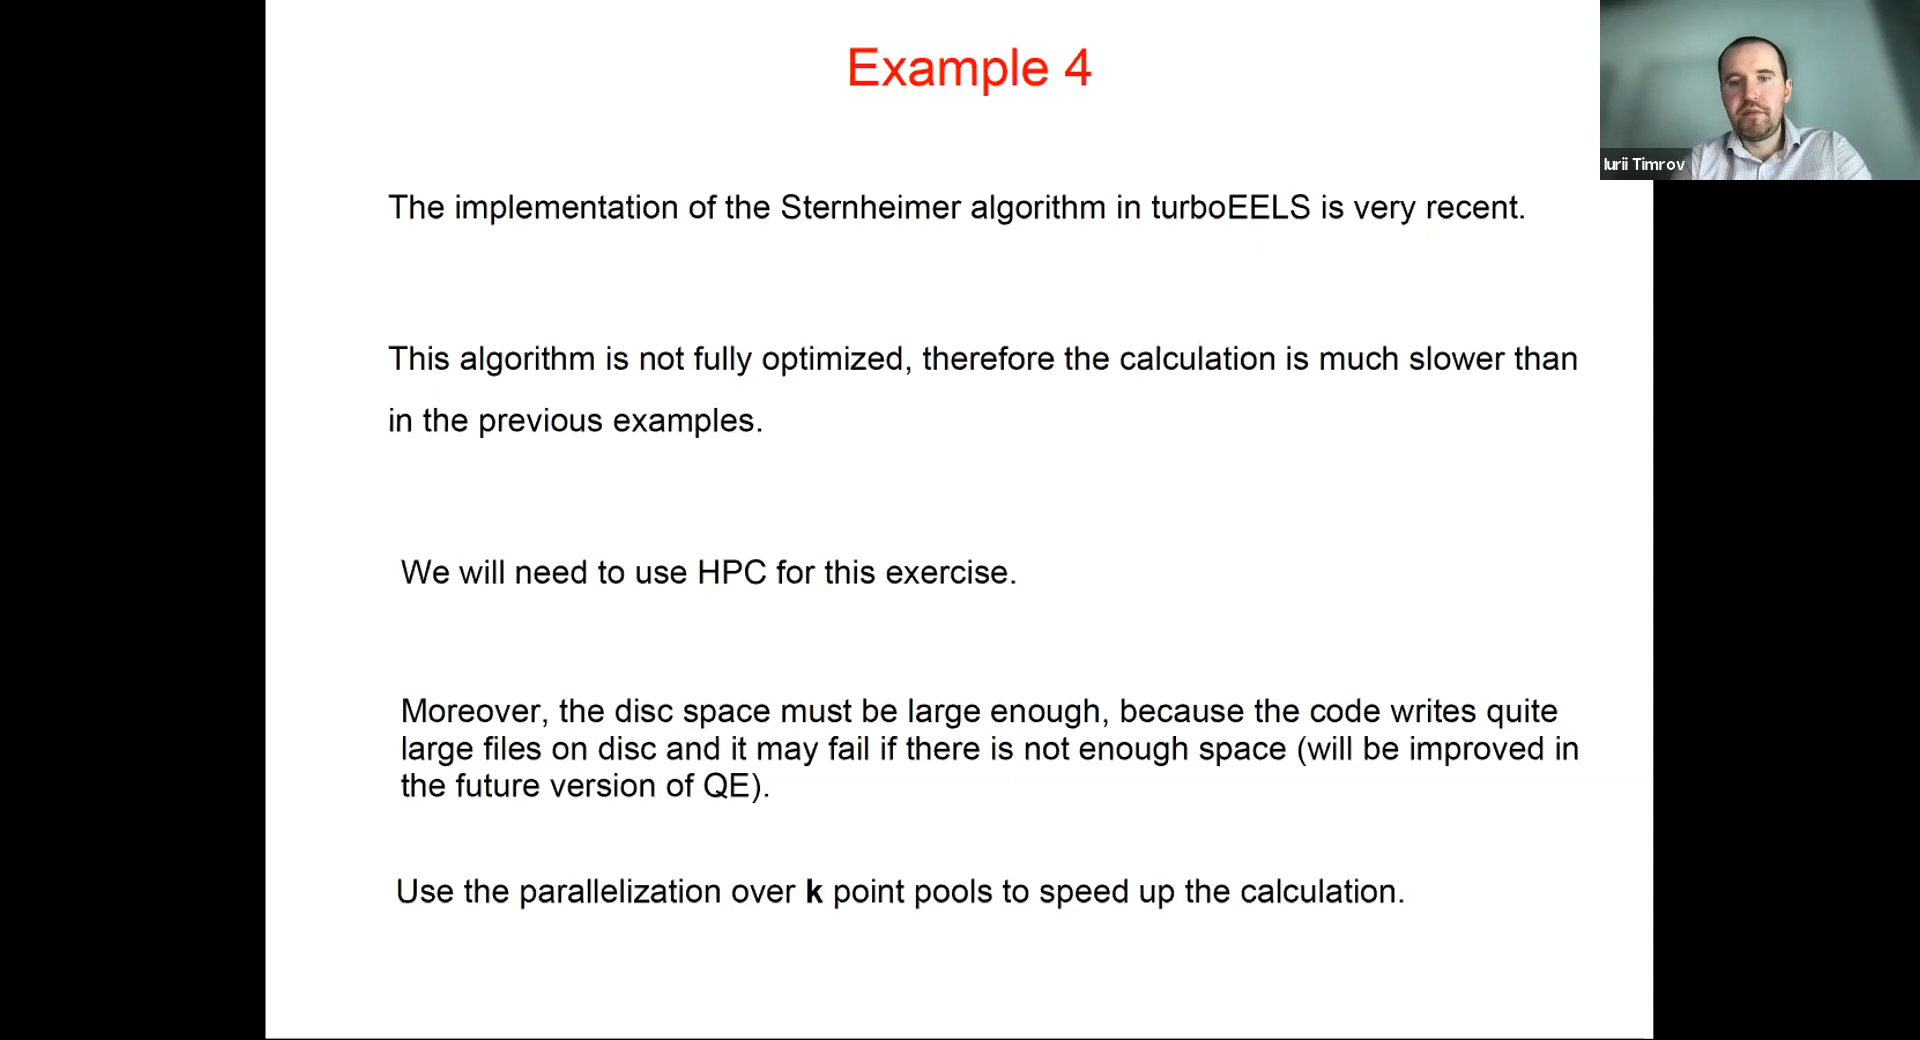 Example 4
Iurii Timrov
The implementation of the Sternheimer algorithm in turboEELS is very recent.
This algorithm is not fully optimized, therefore the calculation is much slower than
in the previous examples.
We will need to use HPC for this exercise.
Moreover, the disc space must be large enough, because the code writes quite
large files on disc and it may fail if there is not enough space (will be improved in
the future version of QE).
Use the parallelization over k point pools to speed up the calculation.